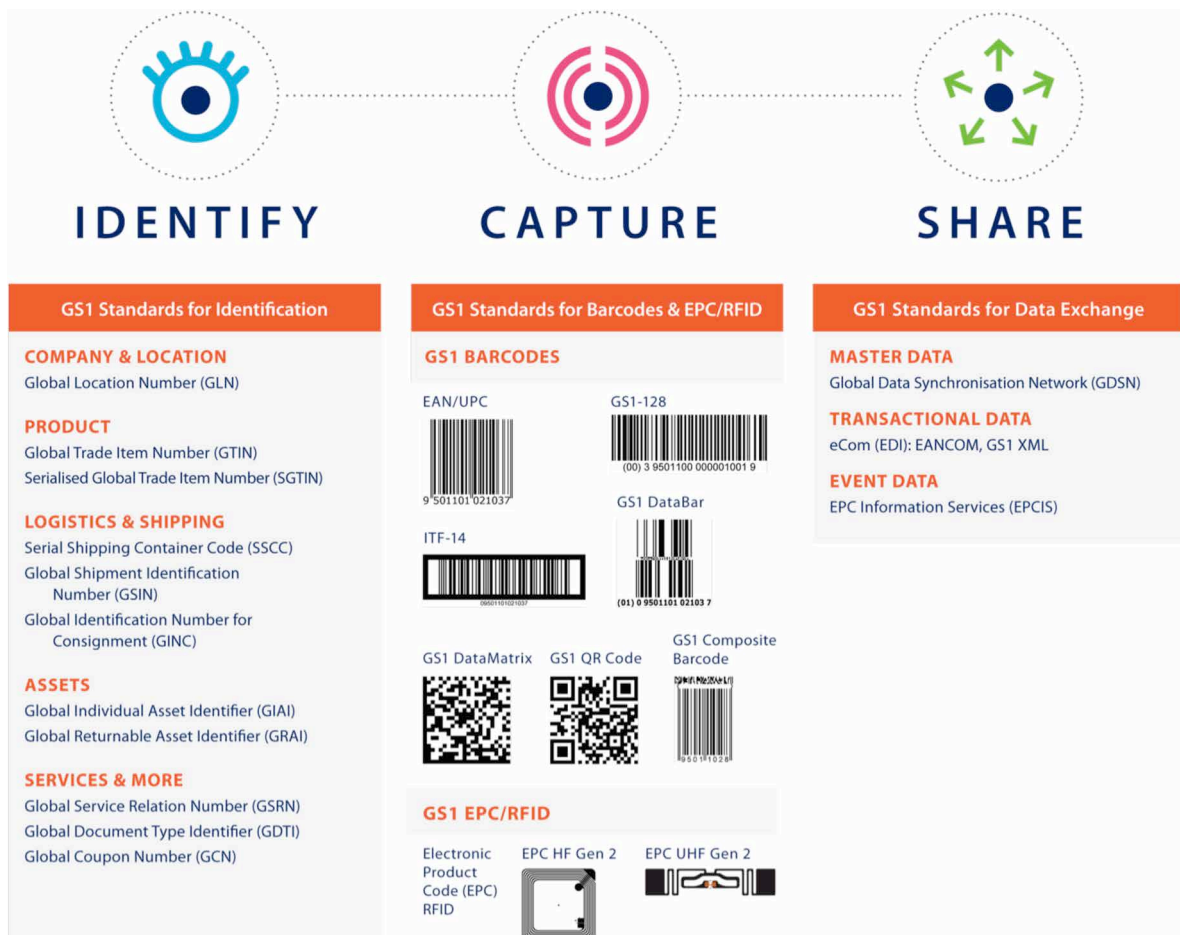 IDENTIFY
CAPTURE
SHARE
GS1 Standards for Identification
COMPANY & LOCATION
Global Location Number (GLN)
PRODUCT
Global Trade Item Number (GTIN)
Serialised Global Trade Item Number (SGTIN)
LOGISTICS & SHIPPING
Serial Shipping Container Code (SSCC)
Global Shipment Identification
Number (GSIN)
Global Identification Number for
Consignment (GINC)
ASSETS
Global Individual Asset Identifier (GIAI)
Global Returnable Asset Identifier (GRAI)
SERVICES & MORE
Global Service Relation Number (GSRN)
Global Document Type Identifier (GDTI)
Global Coupon Number (GCN)
GS1 Standards for Barcodes & EPC/RFID
GS1 BARCODES
EAN/UPC
9 501101 021037
GS1-128
(00) 3 9501100 000001001 9
GS1 DataBar
(01) 0 9501101 02103 7
ITF-14
09501101021037
GS1 DataMatrix
GS1 QR Code
GS1 Composite
Barcode
9501 1028
GS1 EPC/RFID
Electronic
Product
Code (EPC)
RFID
EPC HF Gen 2
EPC UHF Gen 2
GS1 Standards for Data Exchange
MASTER DATA
Global Data Synchronisation Network (GDSN)
TRANSACTIONAL DATA
eCom (EDI): EANCOM, GS1 XML
EVENT DATA
EPC Information Services (EPCIS)